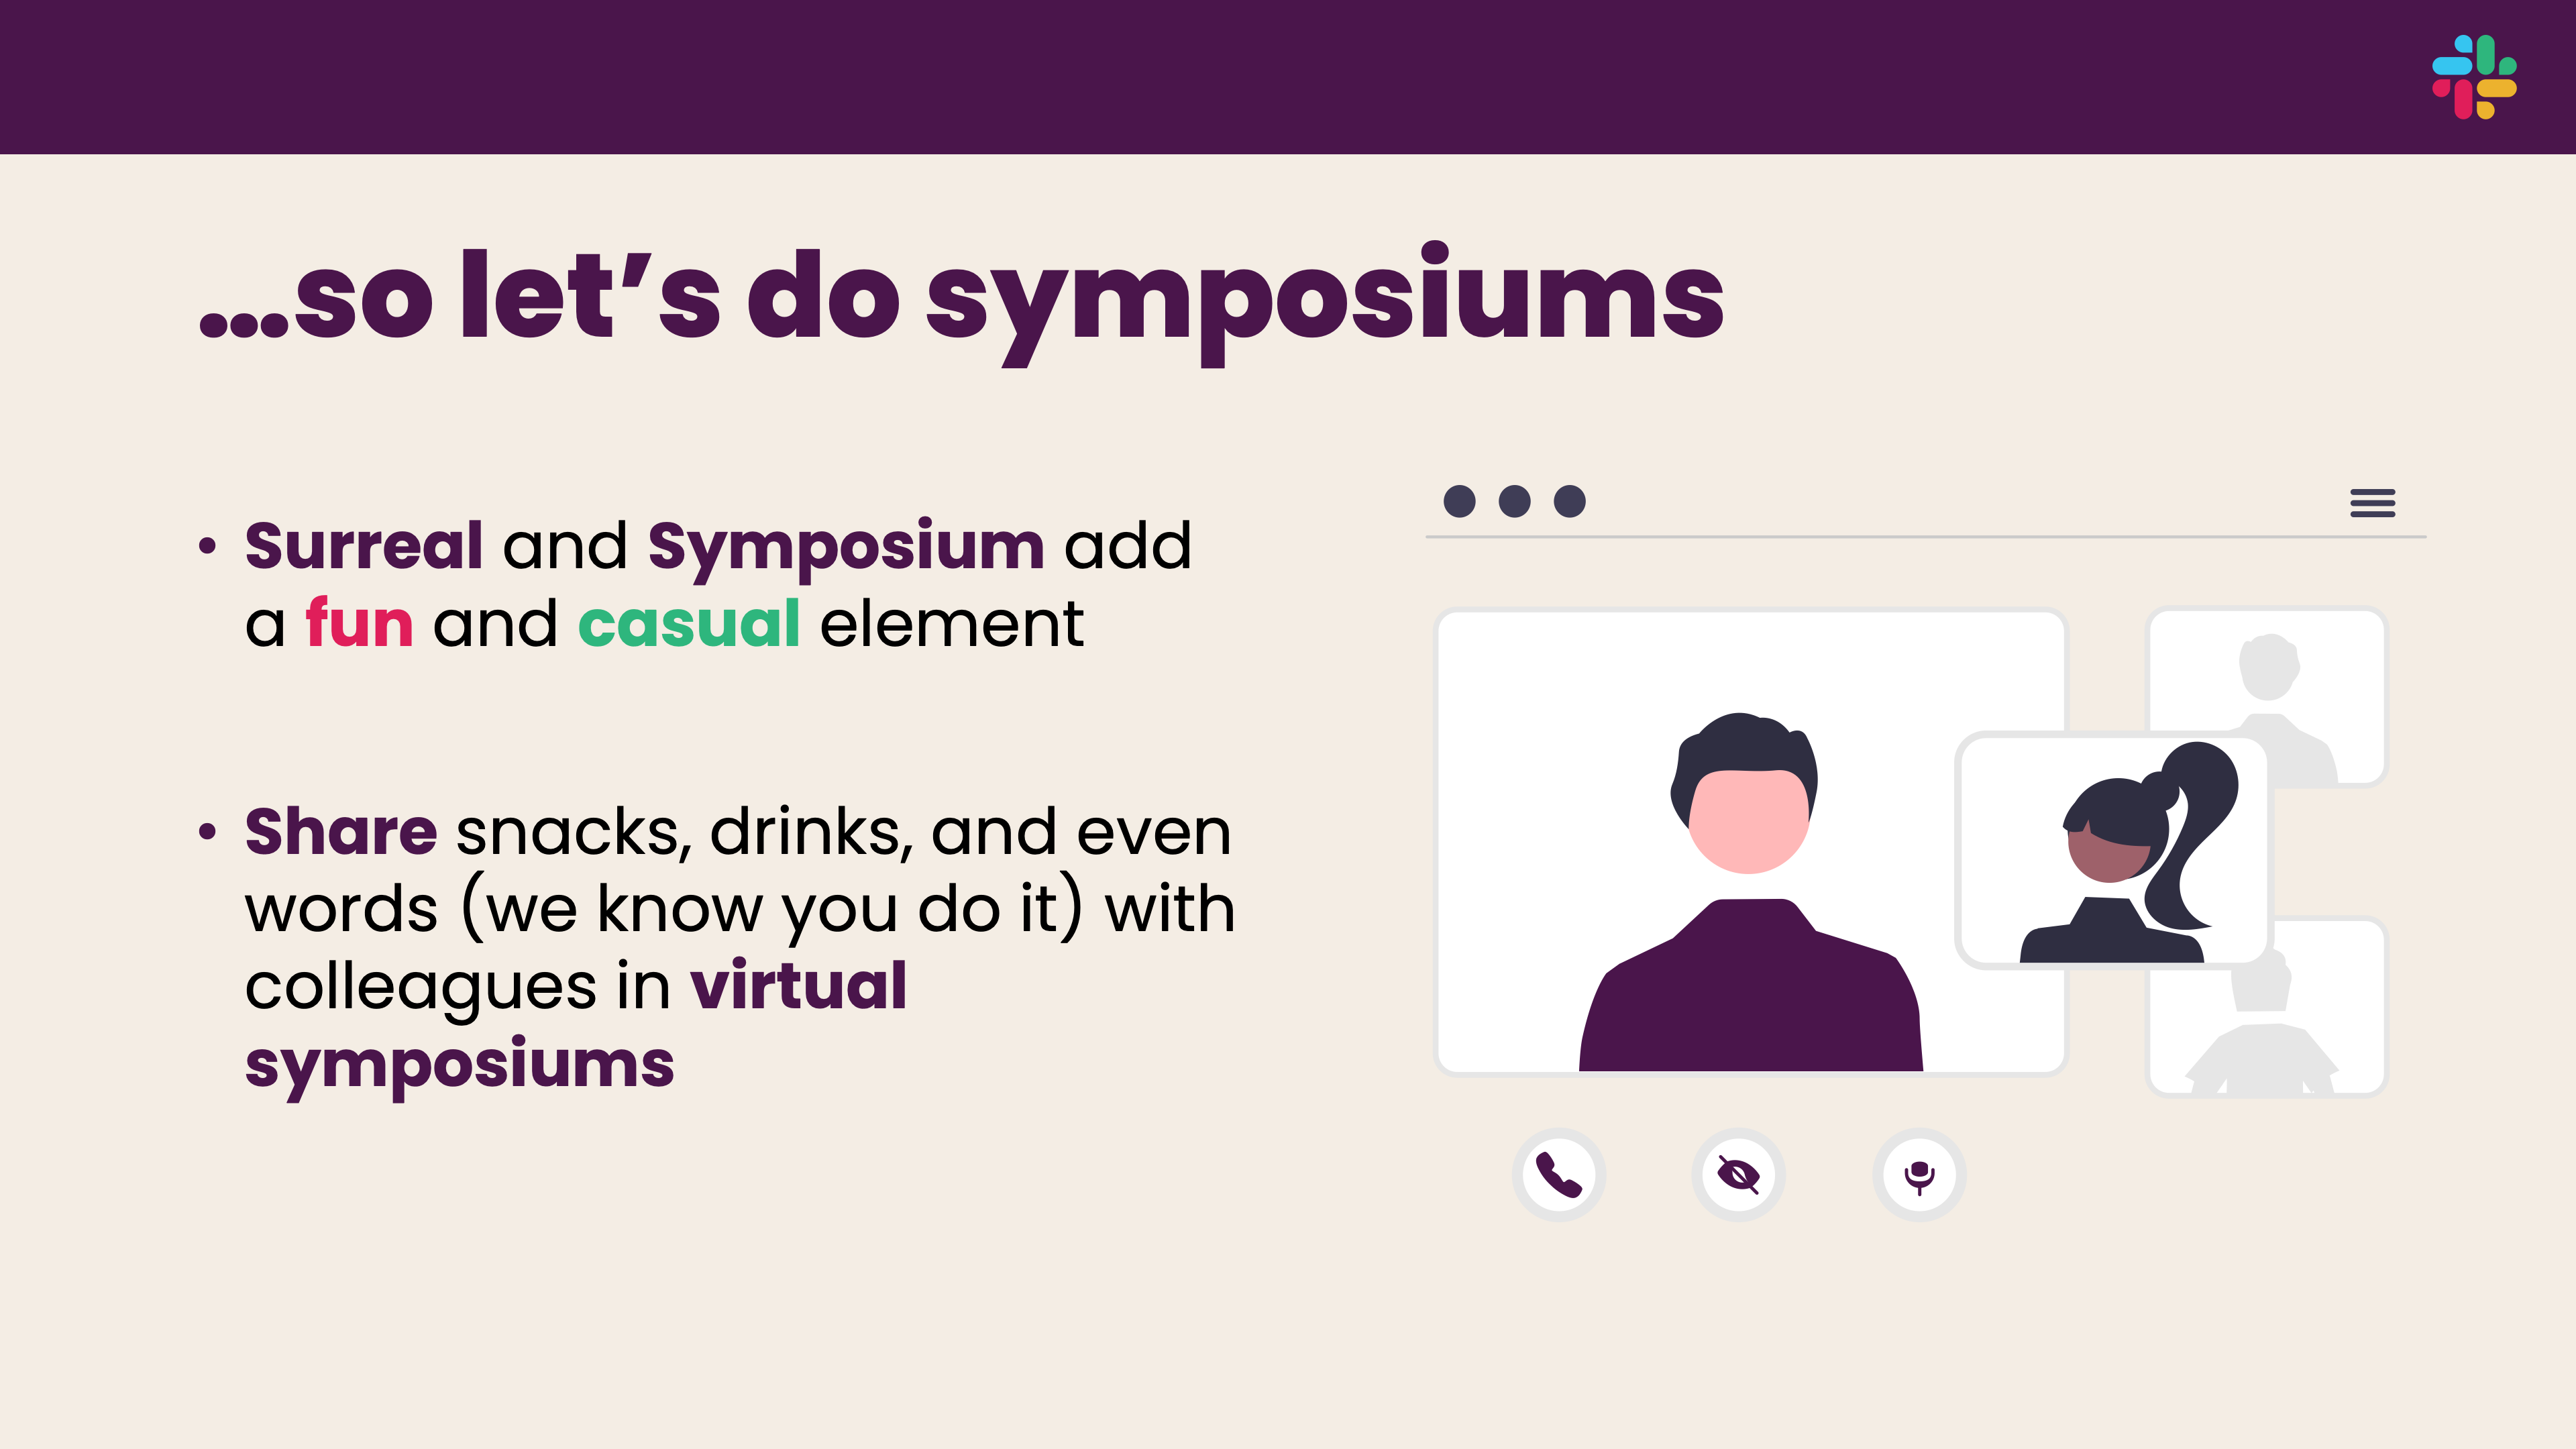 …so let’s do symposiums
• Surreal and Symposium add
a fun and casual element
• Share snacks, drinks, and even
words (we know you do it) with
colleagues in virtual
symposiums